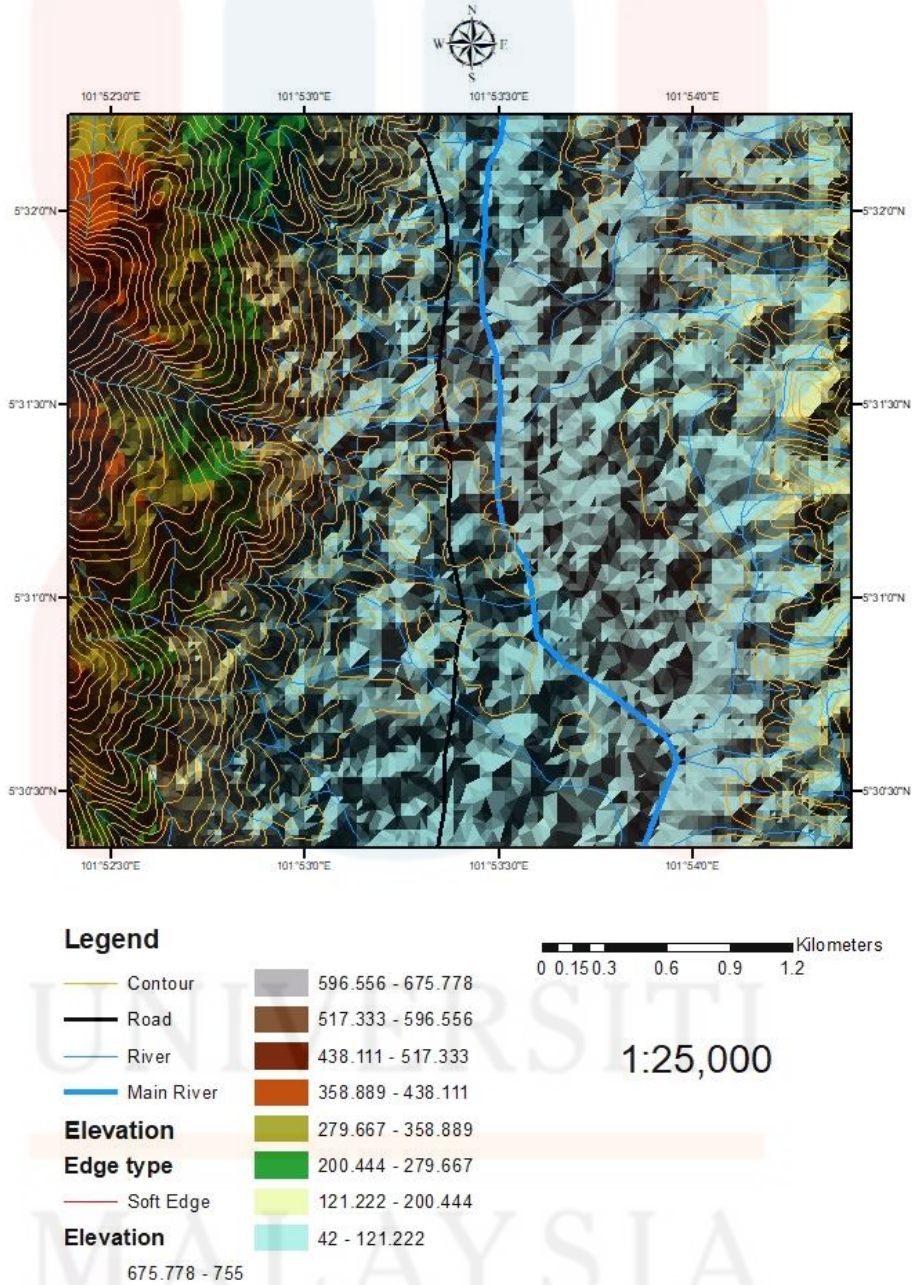 N
W E
S
101°52'30"E 101°53'0"E 101°53'30"E 101°54'0"E
5°32'0"N 5°32'0"N
5°31'30"N 5°31'30"N
5°31'0"N 5°31'0"N
5°30'30"N 5°30'30"N
101°52'30"E 101°53'0"E 101°53'30"E 101°54'0"E
Legend
Contour
Road
River
Main River
Elevation
Edge type
Soft Edge
Elevation
675.778 - 755
596.556 - 675.778
517.333 - 596.556
438.111 - 517.333
358.889 - 438.111
279.667 - 358.889
200.444 - 279.667
121.222 - 200.444
42 - 121.222
Kilometers
0 0.15 0.3 0.6 0.9 1.2
1:25,000
UNIVERSITI
MALAYSIA